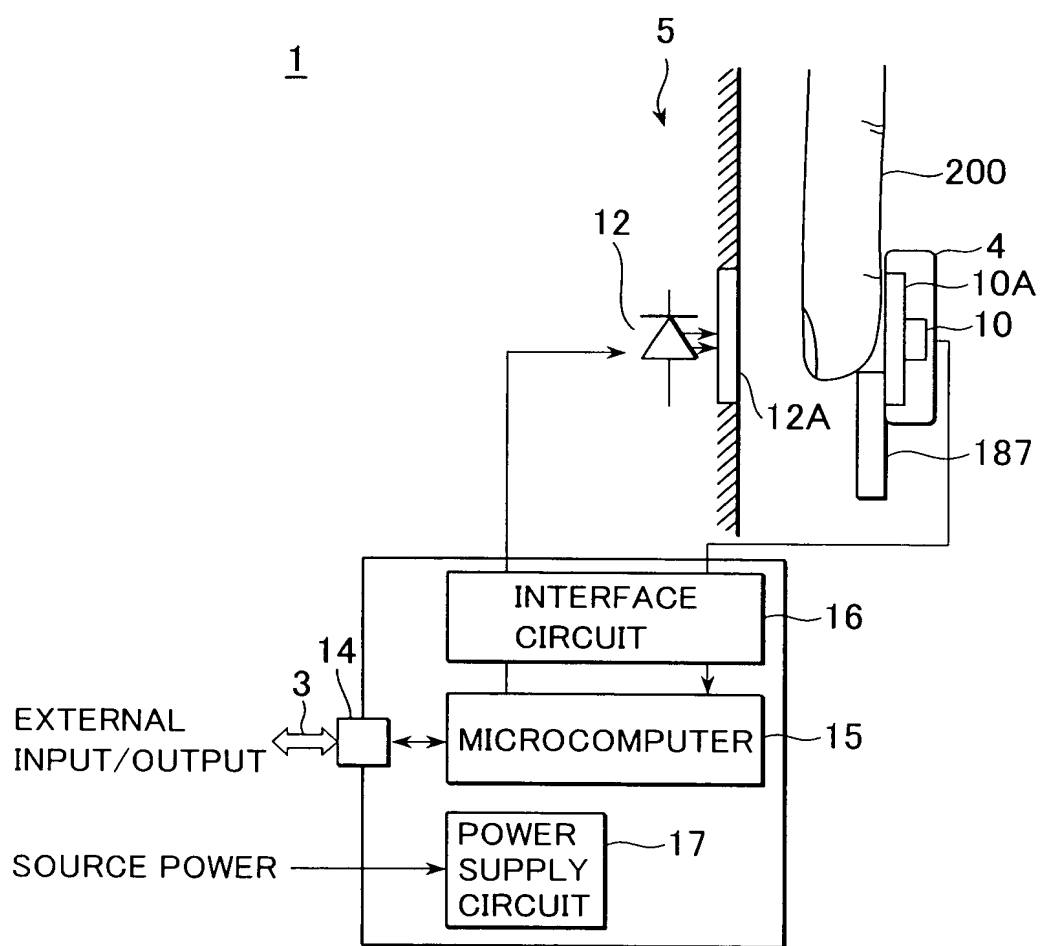 1
5
200
12
4
10A
10
12A
187
INTERFACE
CIRCUIT
16
14
3
EXTERNAL
INPUT/OUTPUT
MICROCOMPUTER
15
POWER
SUPPLY
CIRCUIT
17
SOURCE POWER